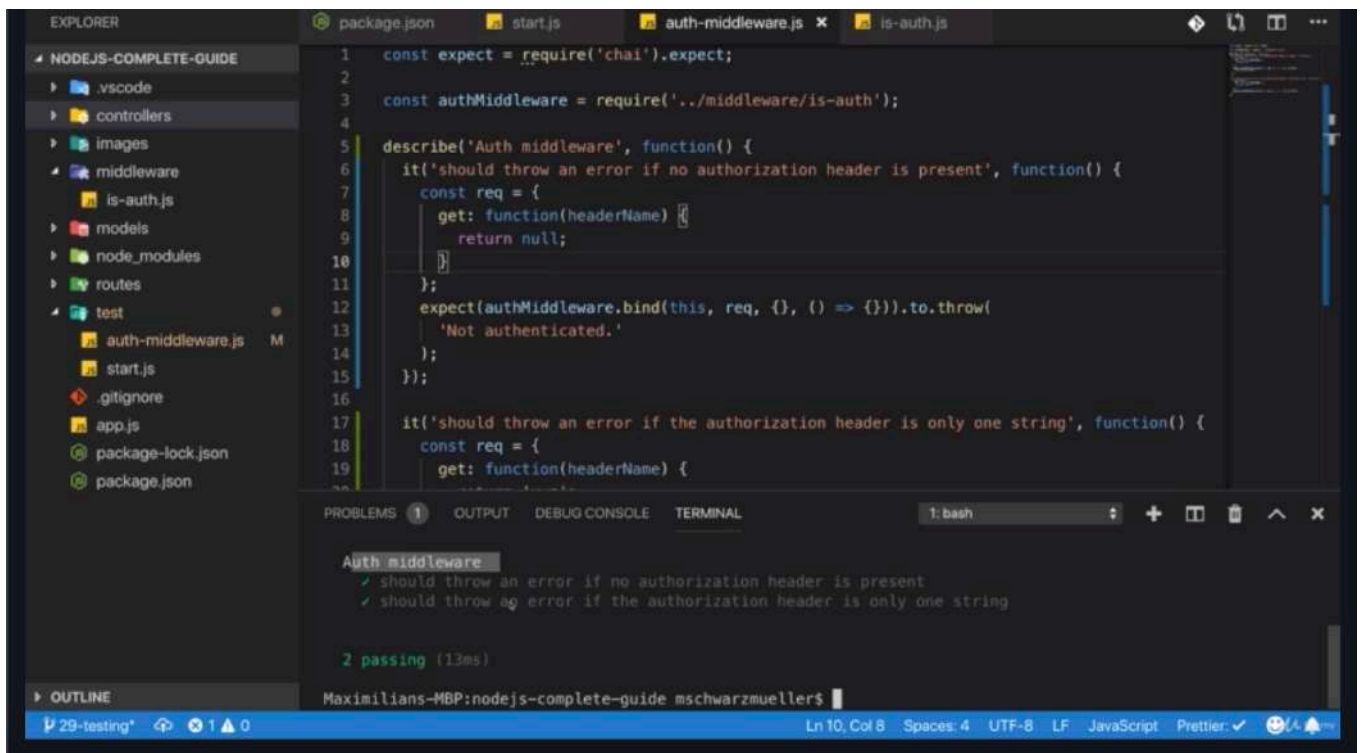 EXPLORER
package.json
start.js
auth-middleware.js ×
is-auth.js
NODEJS-COMPLETE-GUIDE
.vscode
controllers
images
middleware
is-auth.js
models
node_modules
routes
test
auth-middleware.js M
start.js
.gitignore
app.js
package-lock.json
package.json
OUTLINE
1 const expect = require('chai').expect;
2
3 const authMiddleware = require('../middleware/is-auth');
4
5 describe('Auth middleware', function() {
6 it('should throw an error if no authorization header is present', function() {
7 const req = {
8 get: function(headerName) {
9 return null;
10 }
11 };
12 expect(authMiddleware.bind(this, req, {}, () => {})).to.throw(
13 'Not authenticated.'
14 );
15 });
16
17 it('should throw an error if the authorization header is only one string', function() {
18 const req = {
19 get: function(headerName) {
PROBLEMS 1 OUTPUT DEBUG CONSOLE TERMINAL 1: bash
Auth middleware
✓ should throw an error if no authorization header is present
✓ should throw an error if the authorization header is only one string
2 passing (13ms)
Maximilians-MBP:nodejs-complete-guide mschwarzmueller$
29-testing* 1 0 Ln 10, Col 8 Spaces: 4 UTF-8 LF JavaScript Prettier: ✓